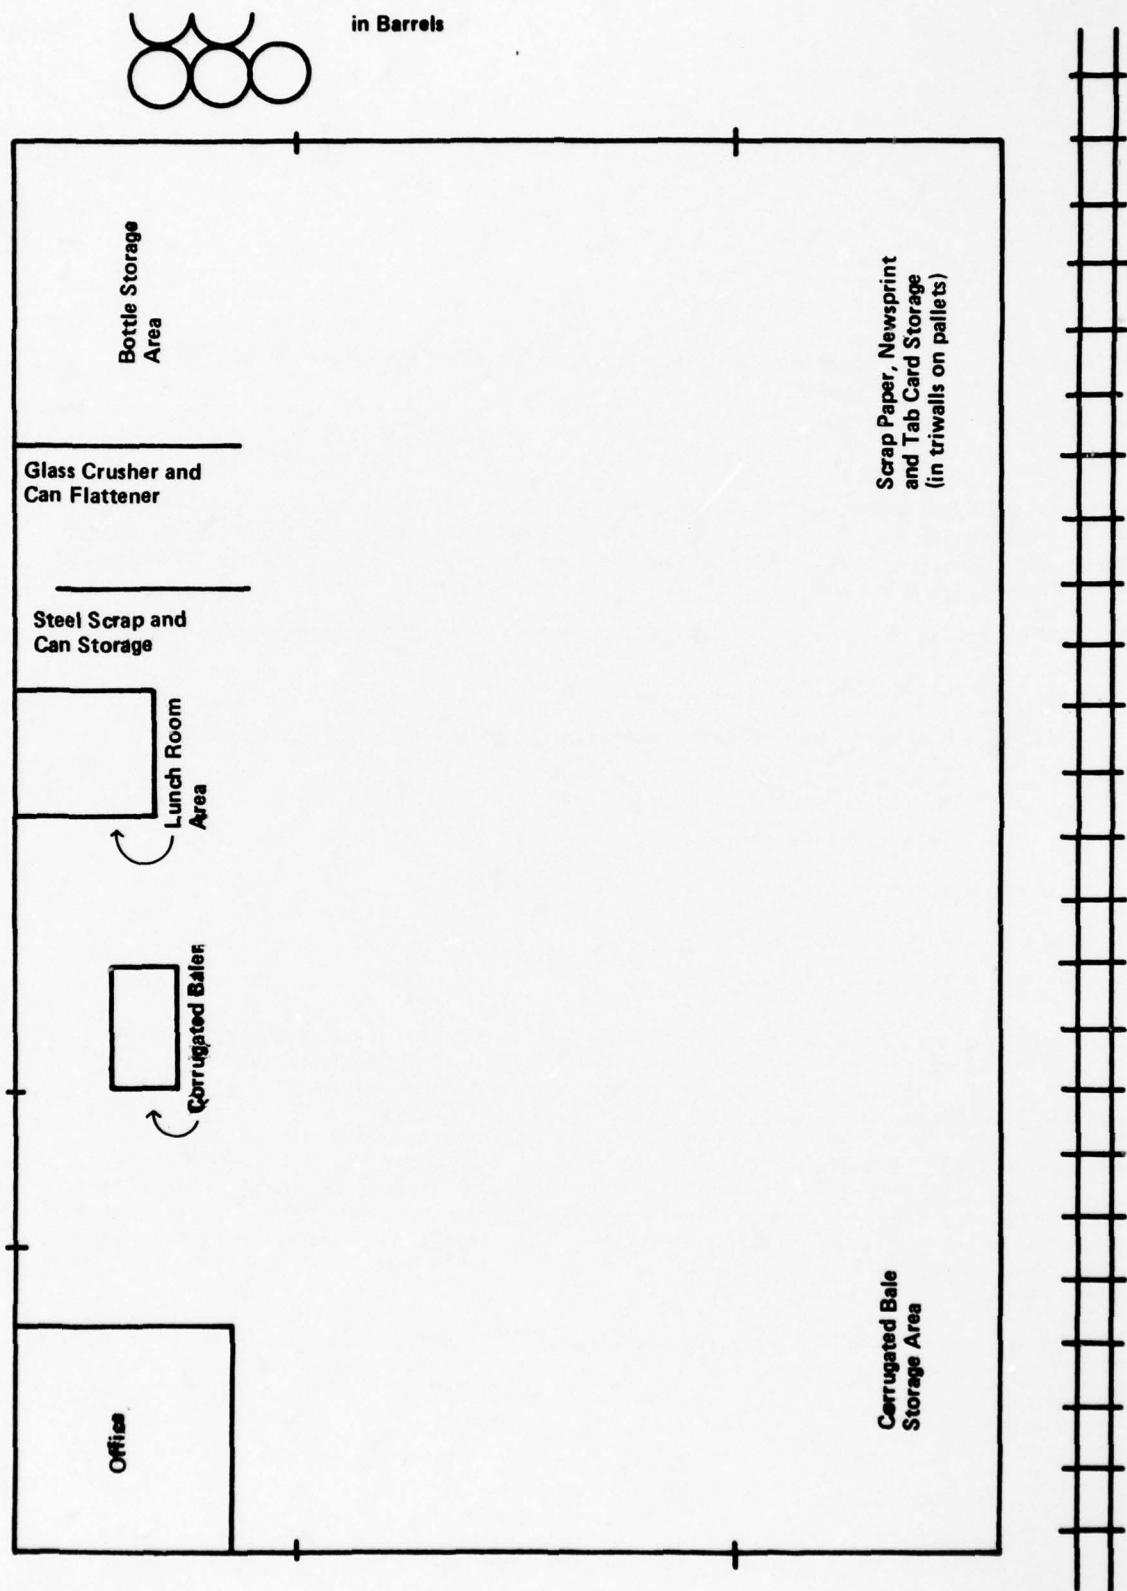 in Barrels
Bottle Storage
Area
Glass Crusher and
Can Flattener
Steel Scrap and
Can Storage
Lunch Room
Area
Corrugated Baler
Office
Scrap Paper, Newsprint
and Tab Card Storage
(in triwalls on pallets)
Corrugated Bale
Storage Area